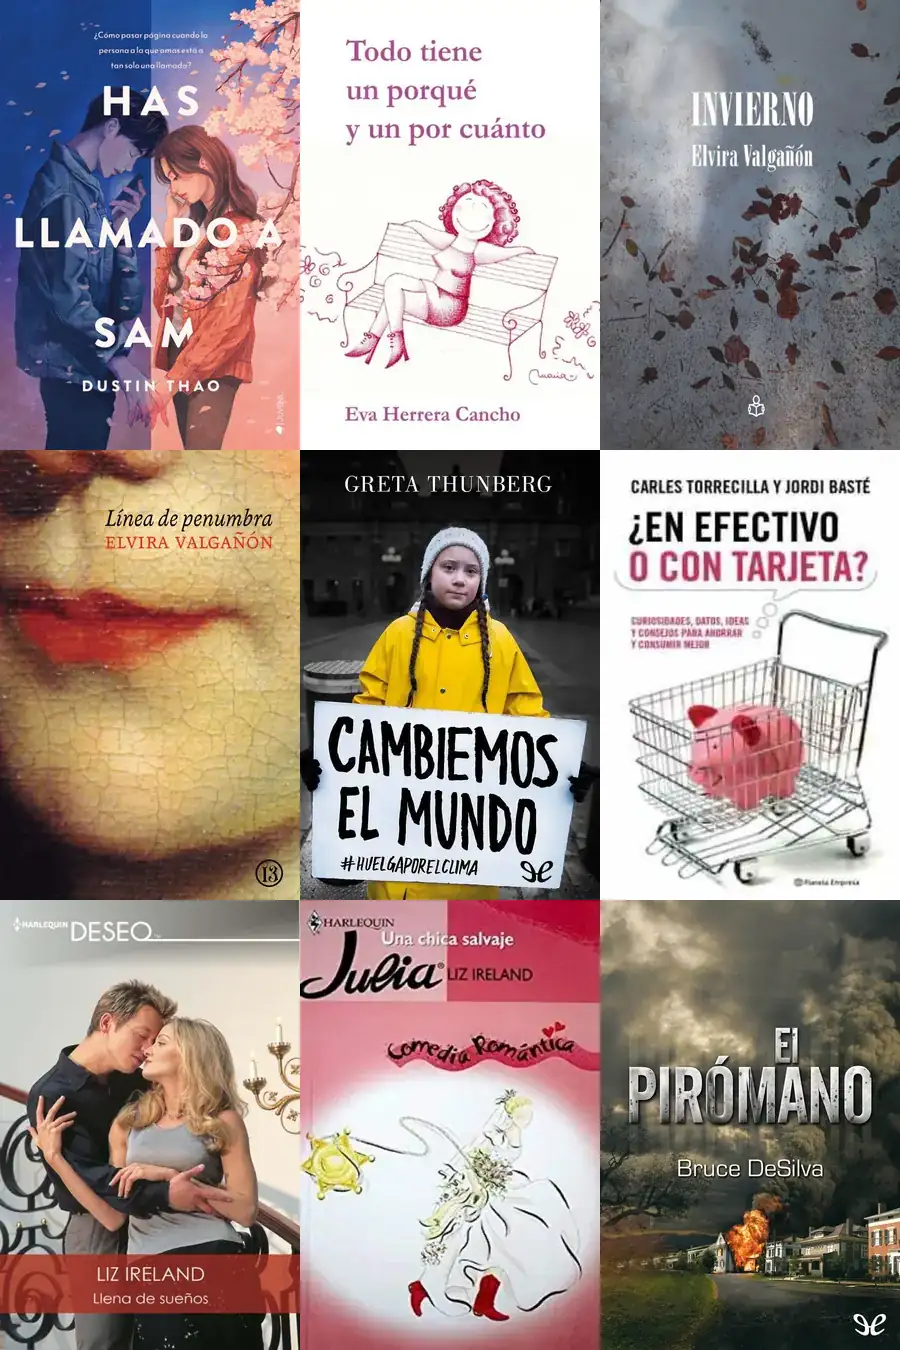 ¿Cómo pasar página cuando la
persona a la que amas está a
tan solo una llamada?
HAS
LLAMADO A
SAM
DUSTIN THAO
Todo tiene
un porqué
y un por cuánto
Eva Herrera Cancho
INVIERNO
Elvira Valgañón
Línea de penumbra
ELVIRA VALGAÑÓN
13
GRETA THUNBERG
CAMBIEMOS
EL MUNDO
#HUELGAPORELCLIMA
CARLES TORRECILLA Y JORDI BASTÉ
¿EN EFECTIVO
O CON TARJETA?
CURIOSIDADES, DATOS, IDEAS
Y CONSEJOS PARA AHORRAR
Y CONSUMIR MEJOR
Planeta Empresa
HARLEQUIN
DESEO
LIZ IRELAND
Llena de sueños
HARLEQUIN
Una chica salvaje
Julia
LIZ IRELAND
Comedia Romántica
El
PIRÓMANO
Bruce DeSilva